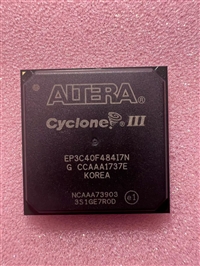 ALTERA®
Cyclone® III
EP3C40F484I7N
G CCAAA1737E
KOREA
NCAAA73903
351GE7R0D
e1